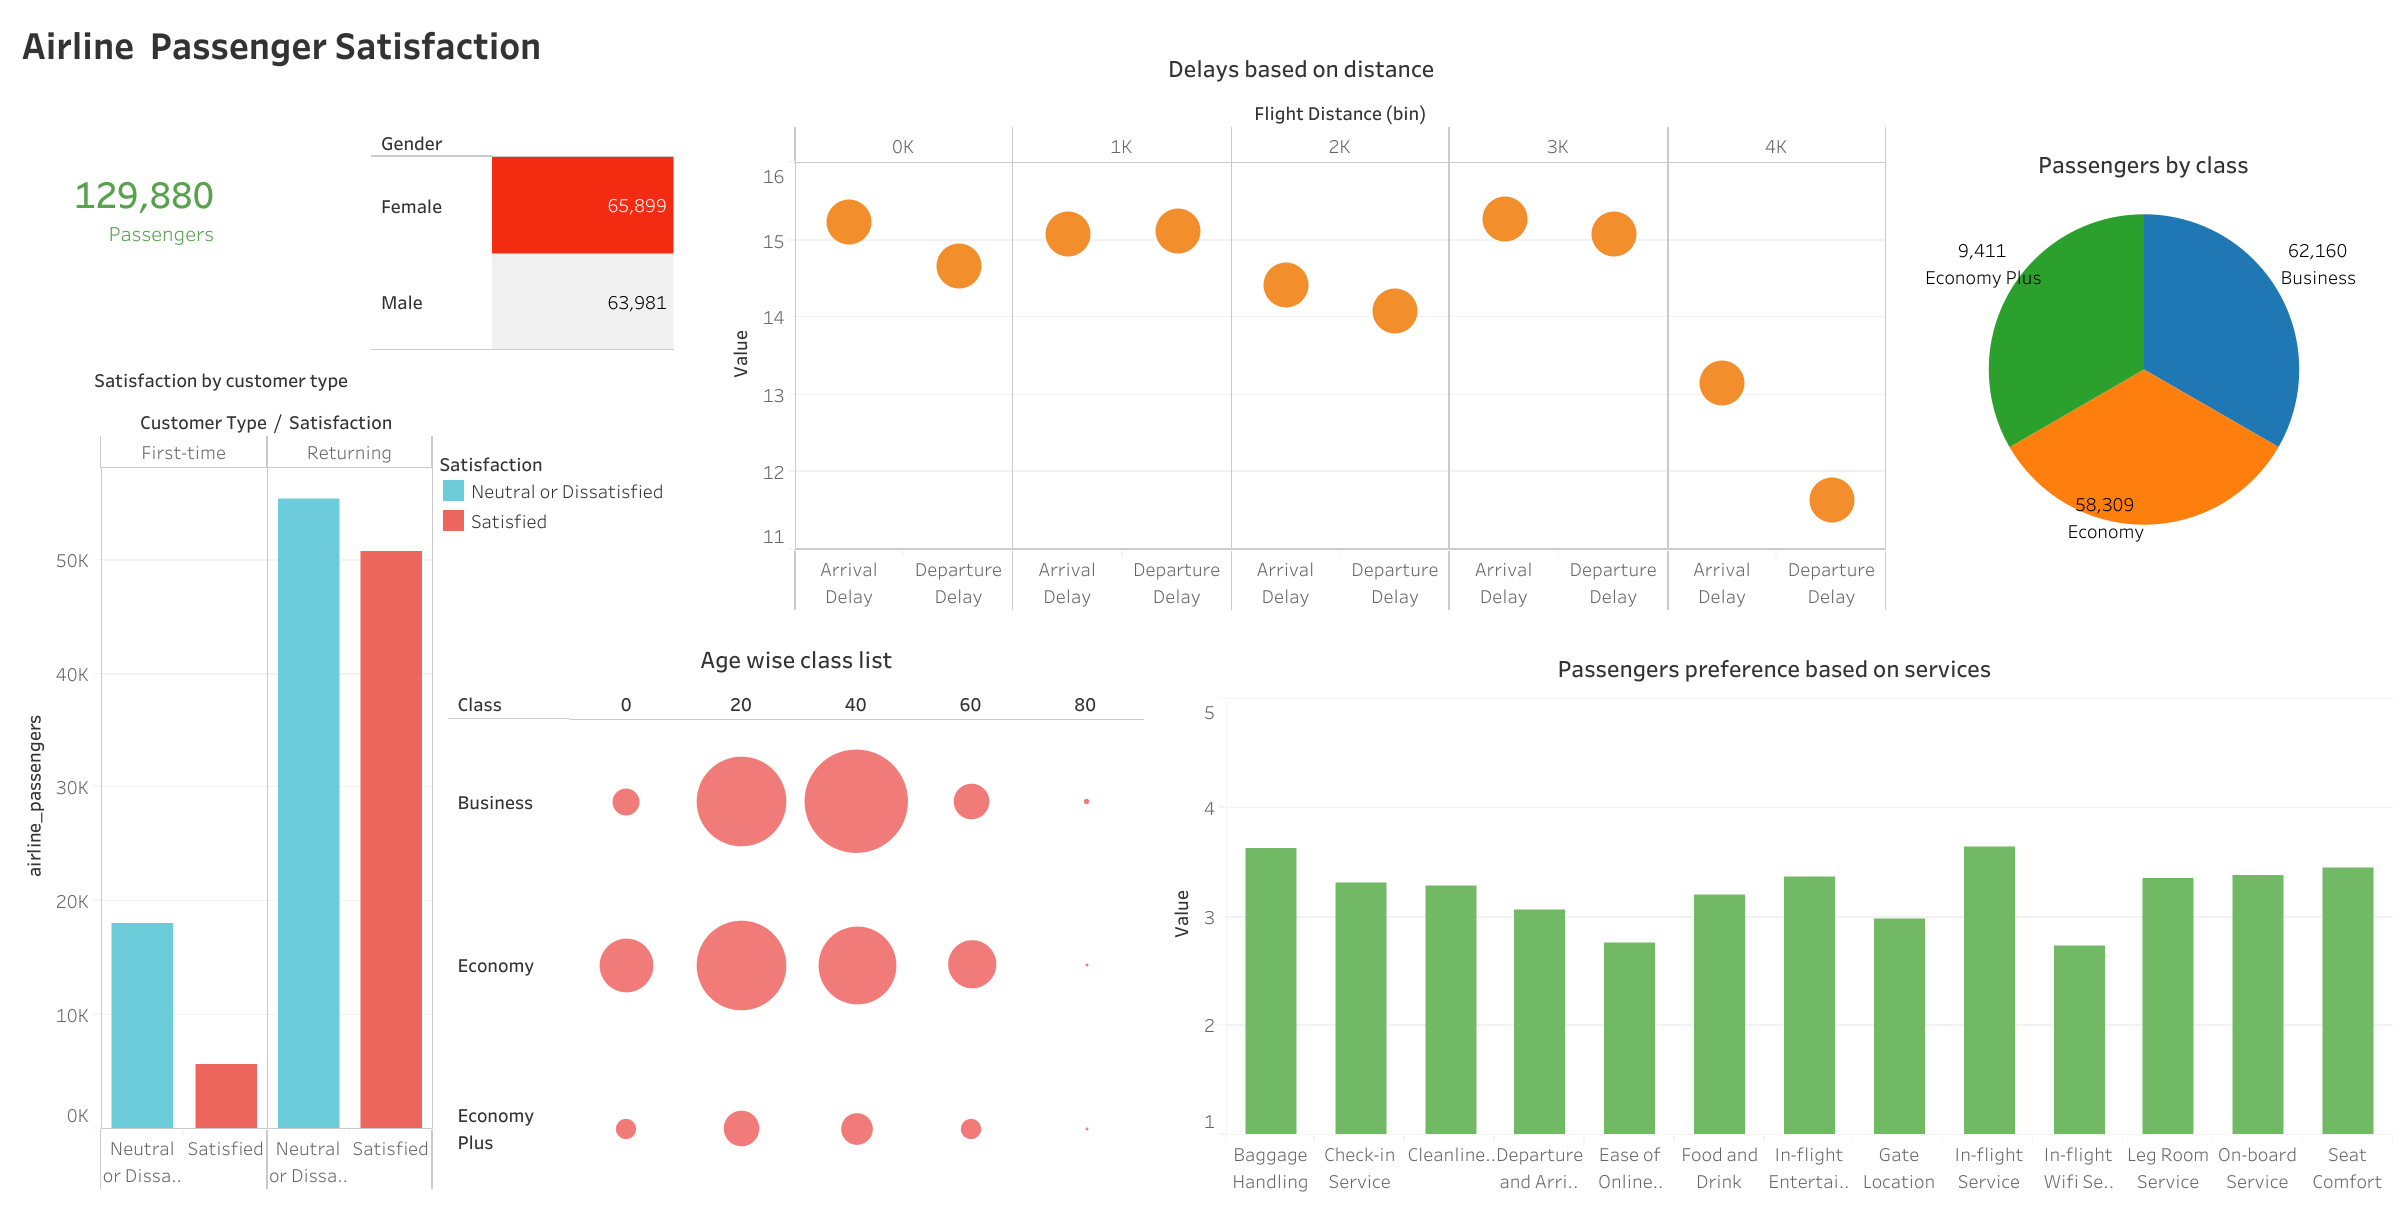 Airline  Passenger Satisfaction
129,880
Passengers
Gender
Female 65,899
Male 63,981
Delays based on distance
Flight Distance (bin)
0K 1K 2K 3K 4K
16
15
14
13
12
11
Value
Arrival Delay
Departure Delay
Arrival Delay
Departure Delay
Arrival Delay
Departure Delay
Arrival Delay
Departure Delay
Arrival Delay
Departure Delay
Passengers by class
9,411
Economy Plus
62,160
Business
58,309
Economy
Satisfaction by customer type
Customer Type / Satisfaction
First-time Returning
50K
40K
30K
20K
10K
0K
airline_passengers
Neutral or Dissa..
Satisfied
Neutral or Dissa..
Satisfied
Satisfaction
Neutral or Dissatisfied
Satisfied
Age wise class list
Class 0 20 40 60 80
Business
Economy
Economy
Plus
Passengers preference based on services
5
4
3
2
1
Value
Baggage Handling
Check-in Service
Cleanline..
Departure and Arri..
Ease of Online..
Food and Drink
In-flight Entertai..
Gate Location
In-flight Service
In-flight Wifi Se..
Leg Room Service
On-board Service
Seat Comfort